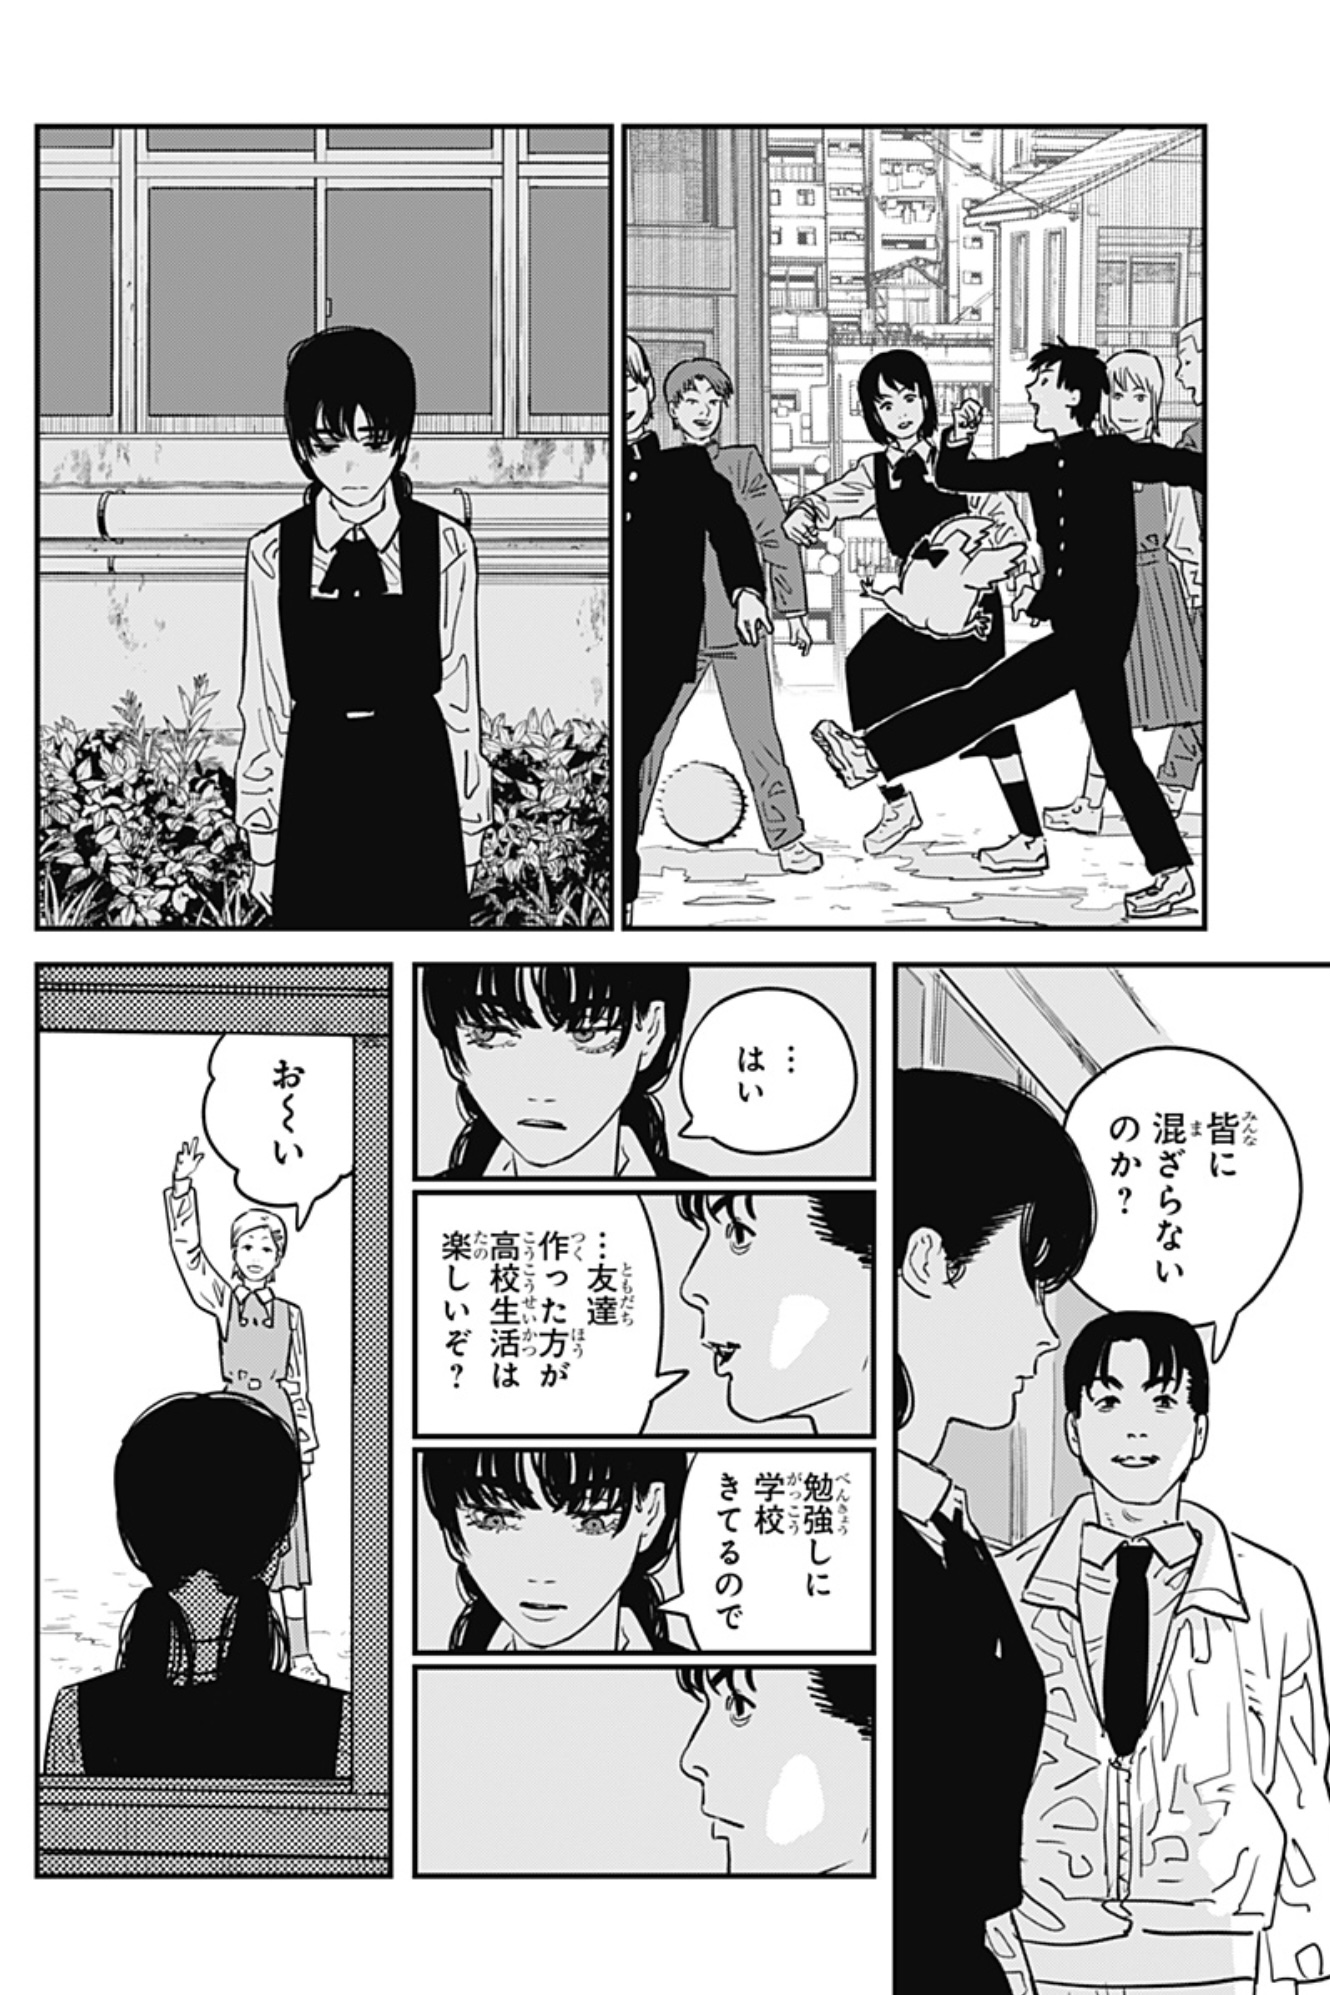 皆に
混ざらない
のか？
…
はい
…友達
作った方が
高校生活は
楽しいぞ？
勉強しに
学校
きてるので
お〜い